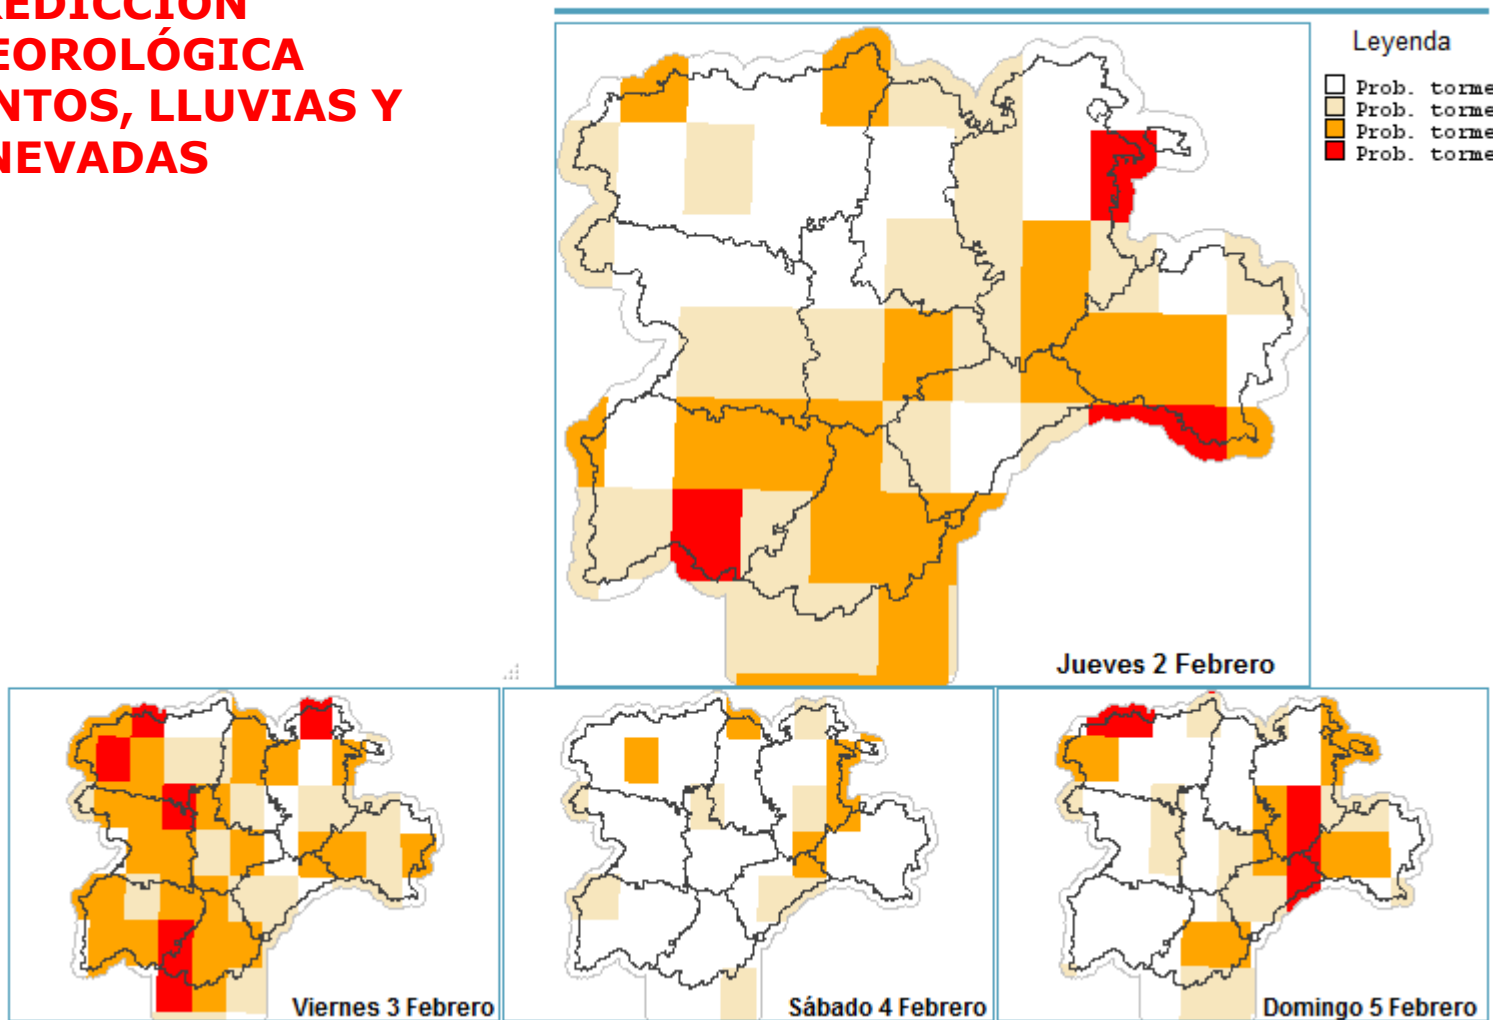 REDICCIÓN
EOROLÓGICA
NTOS, LLUVIAS Y
NEVADAS
Leyenda
Prob. torme
Prob. torme
Prob. torme
Prob. torme
Jueves 2 Febrero
Viernes 3 Febrero
Sábado 4 Febrero
Domingo 5 Febrero